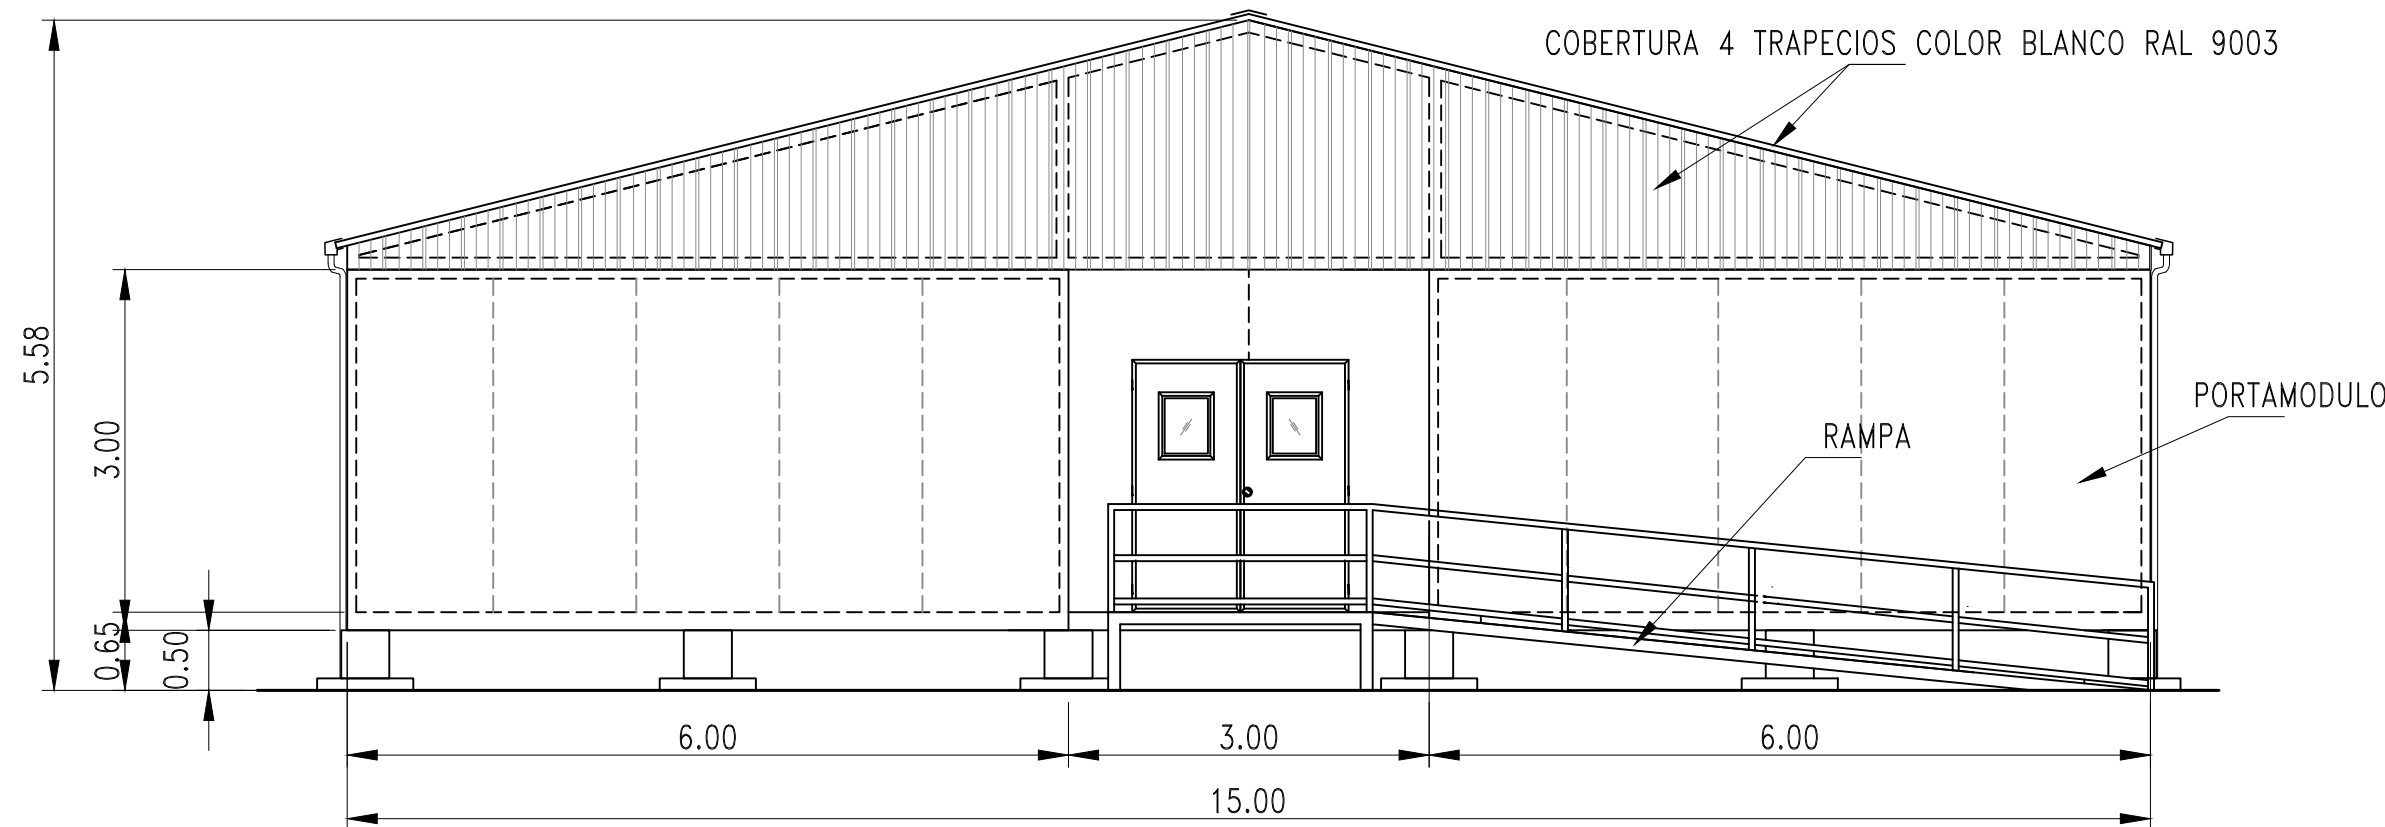 COBERTURA 4 TRAPECIOS COLOR BLANCO RAL 9003
5.58
3.00
PORTAMODULO
RAMPA
0.65
0.50
6.00
3.00
6.00
15.00